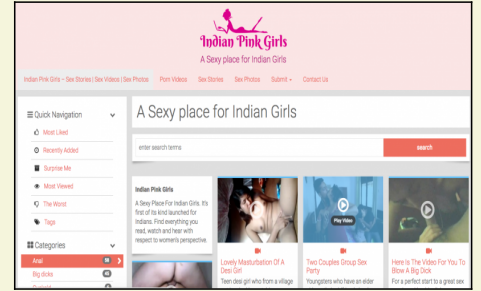 Indian Pink Girls
A Sexy place for Indian Girls
Indian Pink Girls – Sex Stories | Sex Videos | Sex Photos Porn Videos Sex Stories Sex Photos Submit Contact Us
Quick Navigation
Most Liked
Recently Added
Surprise Me
Most Viewed
The Worst
Tags
Categories
Anal
Big dicks
A Sexy place for Indian Girls
enter search terms search
Indian Pink Girls
A Sexy Place For Indian Girls. It's
first of its kind launched for
Indians. Find everything you
read, watch and hear with
respect to women's perspective.
Play Video
Lovely Masturbation Of A
Desi Girl
Teen desi girl who from a village
Two Couples Group Sex
Party
Youngsters who have an elder
Here Is The Video For You To
Blow A Big Dick
For a perfect start to a great sex